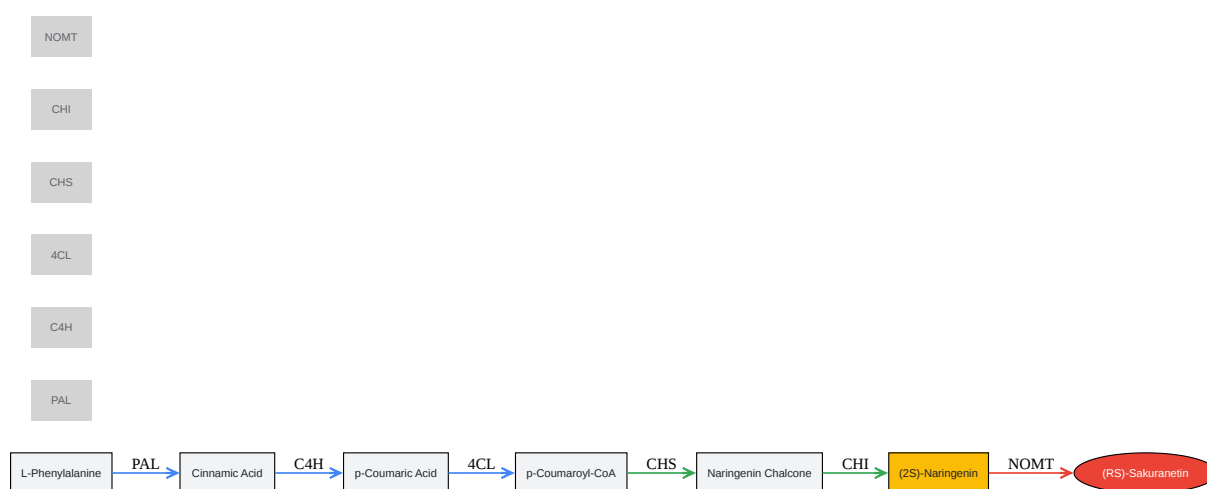 NOMT
CHI
CHS
4CL
C4H
PAL
L-Phenylalanine PAL Cinnamic Acid C4H p-Coumaric Acid 4CL p-Coumaroyl-CoA CHS Naringenin Chalcone CHI (2S)-Naringenin NOMT (RS)-Sakuranetin